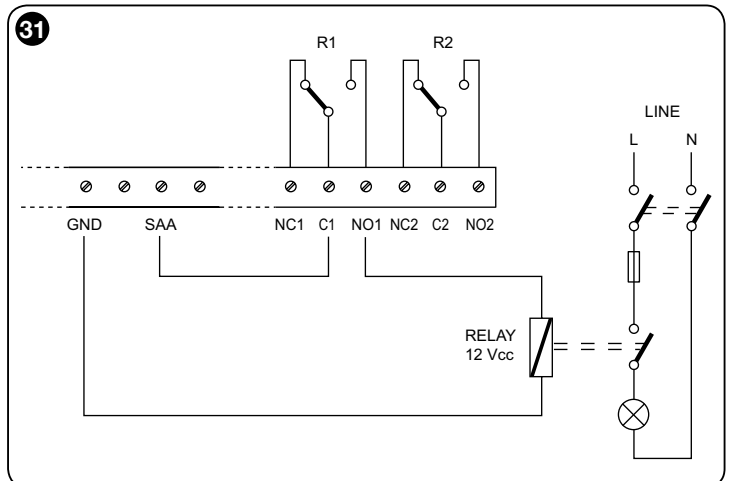 31
R1 R2
LINE
L N
GND SAA NC1 C1 NO1 NC2 C2 NO2
RELAY
12 Vcc